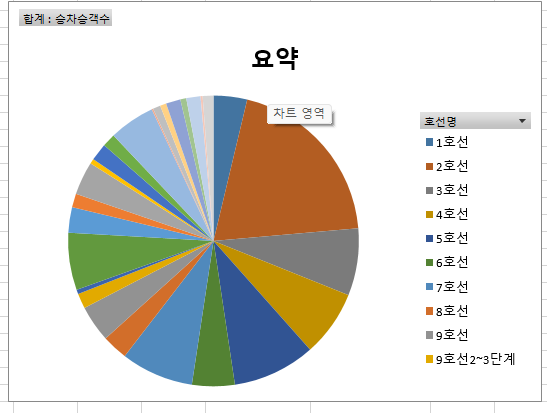 합계 : 승차승객수
요약
차트 영역
호선명
1호선
2호선
3호선
4호선
5호선
6호선
7호선
8호선
9호선
9호선2~3단계